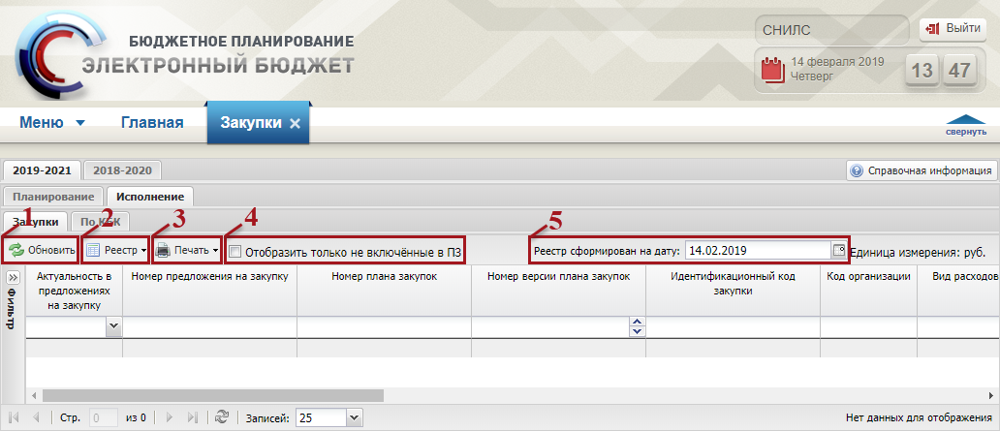 БЮДЖЕТНОЕ ПЛАНИРОВАНИЕ
ЭЛЕКТРОННЫЙ БЮДЖЕТ
СНИЛС
Выйти
14 февраля 2019
Четверг
13 47
Меню Главная Закупки
свернуть
2019-2021 2018-2020
Справочная информация
Планирование Исполнение
Закупки По КБК
1 2 3 4 5
Обновить Реестр Печать Отобразить только не включённые в ПЗ Реестр сформирован на дату: 14.02.2019 Единица измерения: руб.
Фильтр
Актуальность в предложениях на закупку
Номер предложения на закупку
Номер плана закупок
Номер версии плана закупок
Идентификационный код закупки
Код организации
Вид расходов
Стр. 0 из 0 Записей: 25 Нет данных для отображения